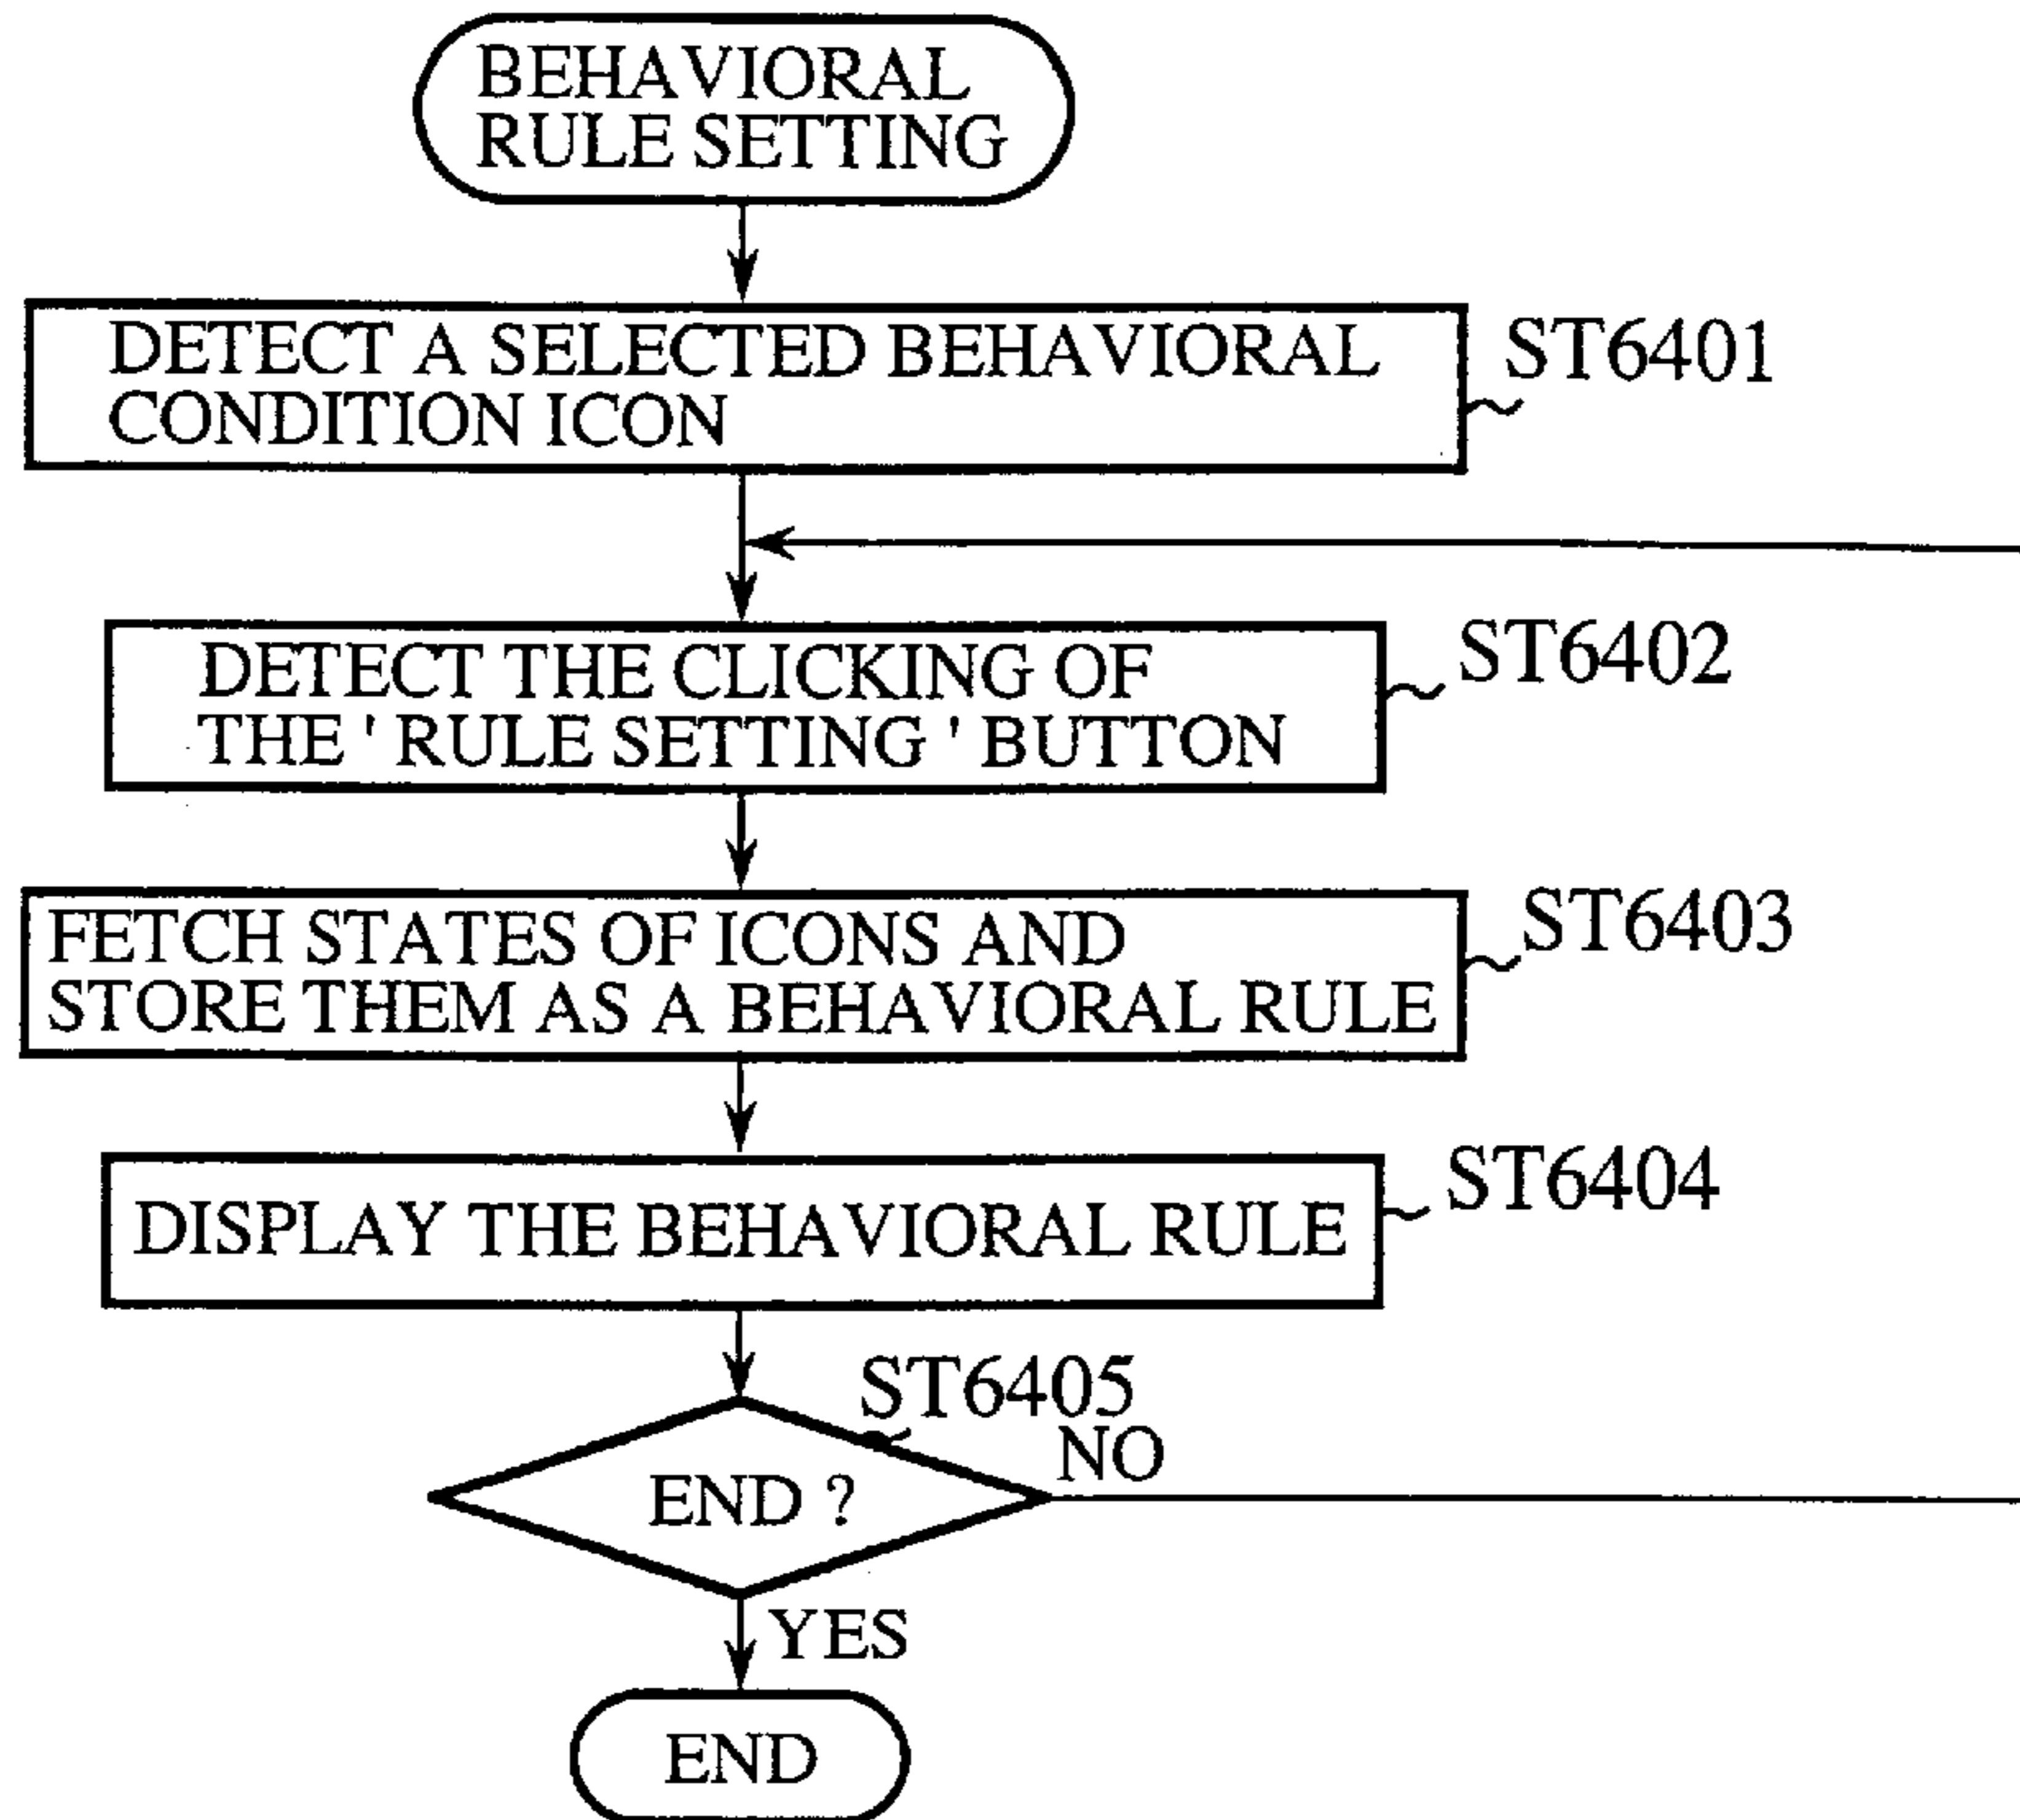 BEHAVIORAL
RULE SETTING
DETECT A SELECTED BEHAVIORAL
CONDITION ICON
ST6401
DETECT THE CLICKING OF
THE ' RULE SETTING ' BUTTON
ST6402
FETCH STATES OF ICONS AND
STORE THEM AS A BEHAVIORAL RULE
ST6403
DISPLAY THE BEHAVIORAL RULE
ST6404
ST6405
NO
END ?
YES
END